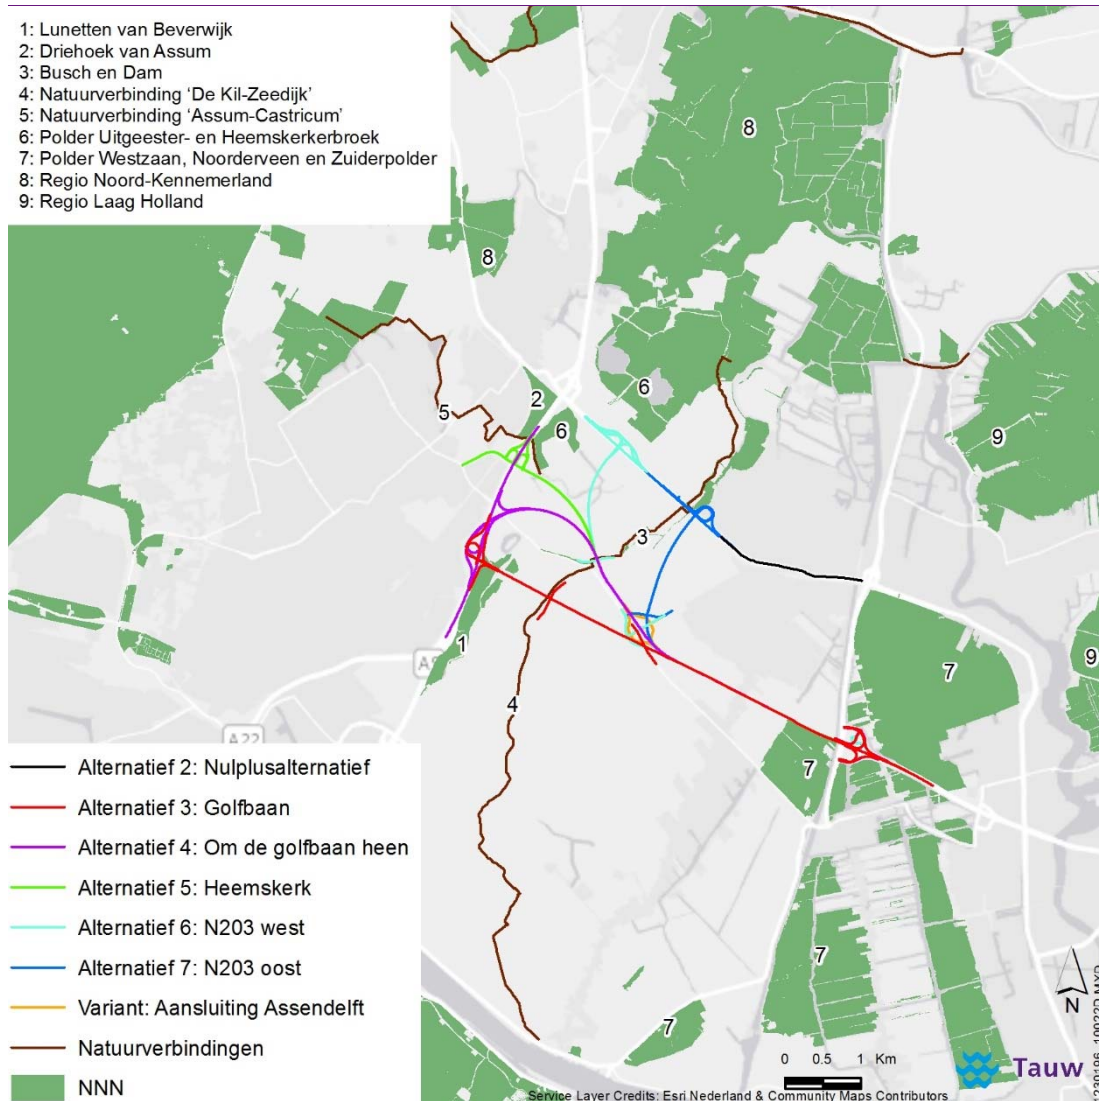 1: Lunetten van Beverwijk
2: Driehoek van Assum
3: Busch en Dam
4: Natuurverbinding ‘De Kil-Zeedijk’
5: Natuurverbinding ‘Assum-Castricum’
6: Polder Uitgeester- en Heemskerkerbroek
7: Polder Westzaan, Noorderveen en Zuiderpolder
8: Regio Noord-Kennemerland
9: Regio Laag Holland
8
8
6
2
5
6
9
3
1
7
9
4
A22
7
7
7
Alternatief 2: Nulplusalternatief
Alternatief 3: Golfbaan
Alternatief 4: Om de golfbaan heen
Alternatief 5: Heemskerk
Alternatief 6: N203 west
Alternatief 7: N203 oost
Variant: Aansluiting Assendelft
Natuurverbindingen
NNN
N
0 0.5 1 Km
Tauw
Service Layer Credits: Esri Nederland & Community Maps Contributors